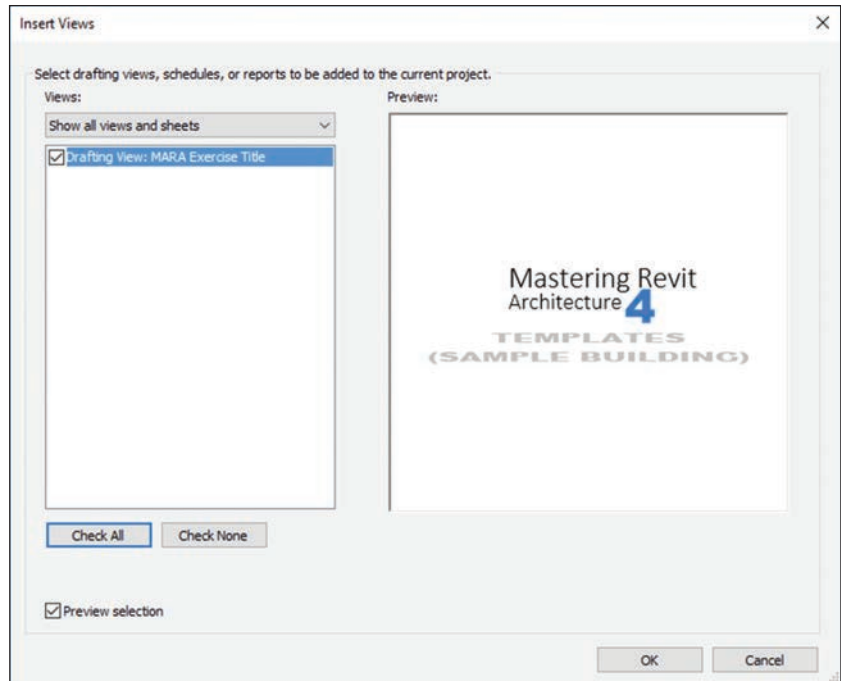 Insert Views
Select drafting views, schedules, or reports to be added to the current project.
Views:
Show all views and sheets
Drafting View: MARA Exercise Title
Check All
Check None
Preview selection
Preview:
Mastering Revit
Architecture 4
TEMPLATES
(SAMPLE BUILDING)
OK
Cancel